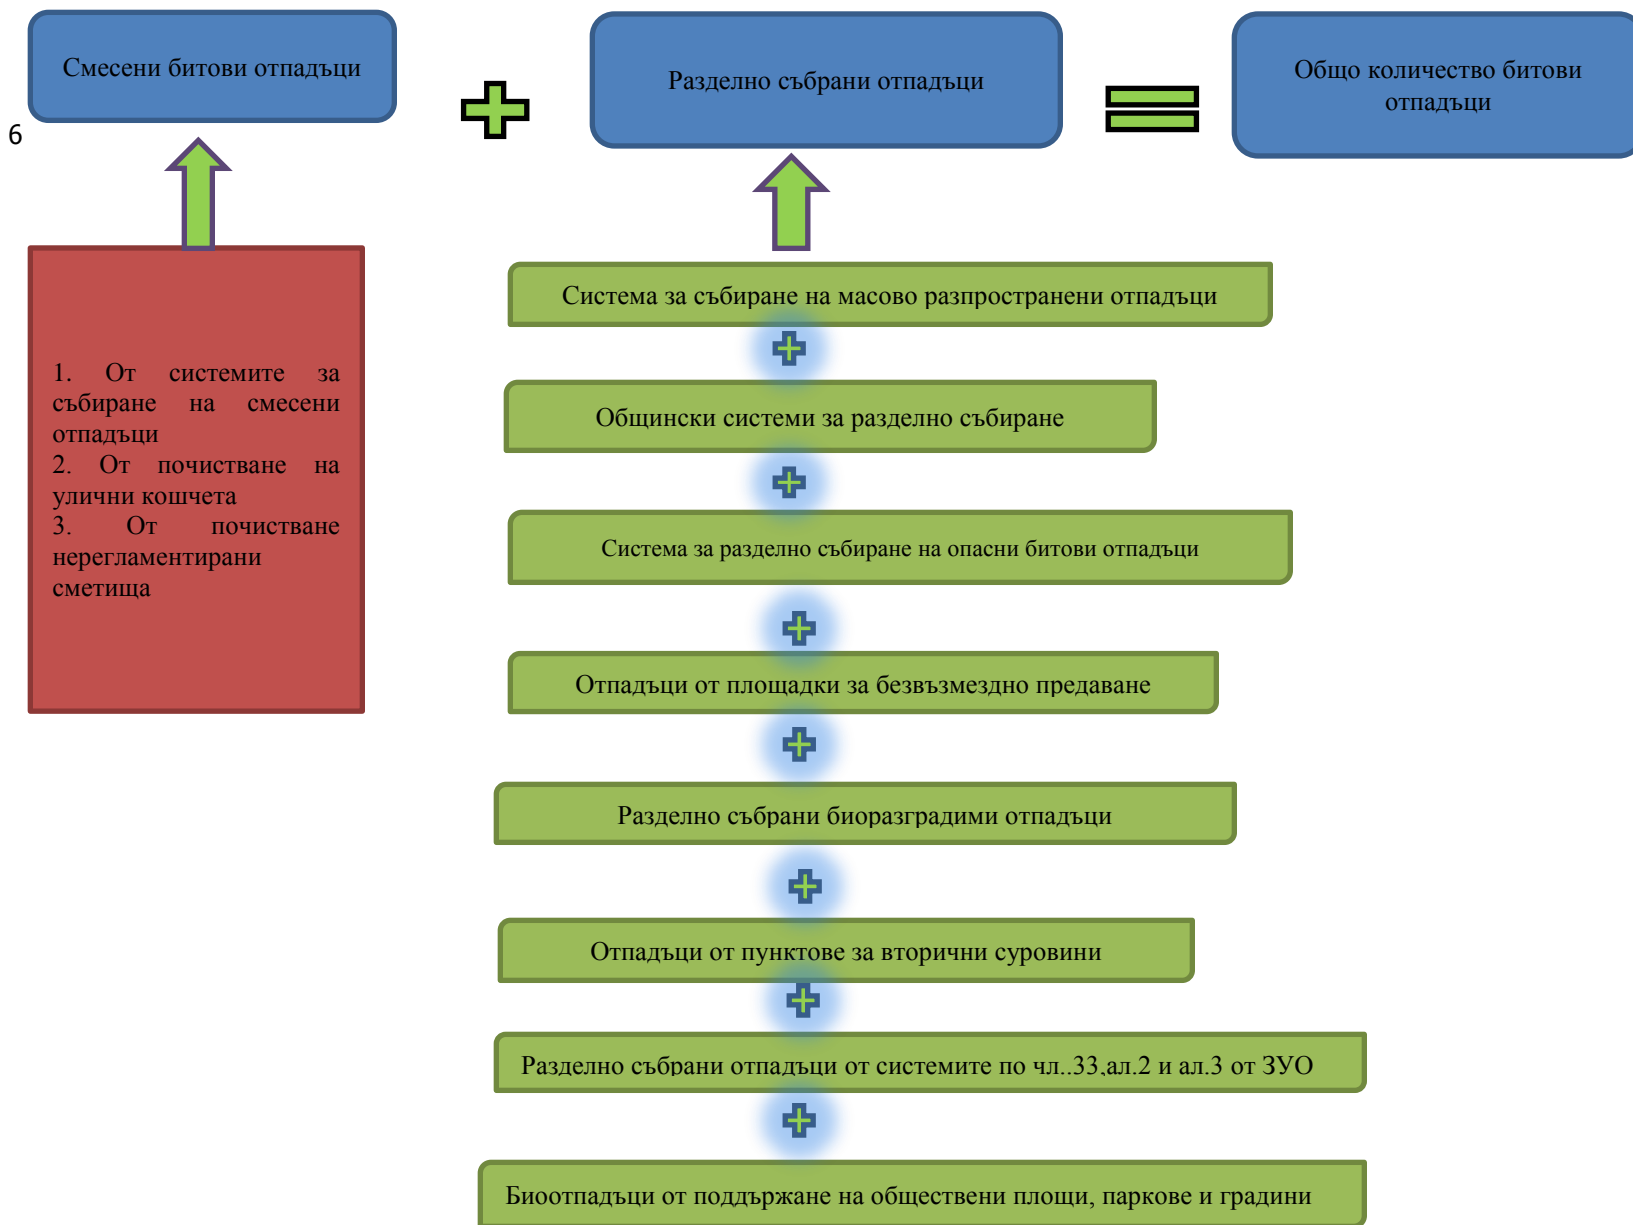 Смесени битови отпадъци
Разделно събрани отпадъци
Общо количество битови
отпадъци
6
1. От системите за
събиране на смесени
отпадъци
2. От почистване на
улични кошчета
3. От почистване
нерегламентирани
сметища
Система за събиране на масово разпространени отпадъци
Общински системи за разделно събиране
Система за разделно събиране на опасни битови отпадъци
Отпадъци от площадки за безвъзмездно предаване
Разделно събрани биоразградими отпадъци
Отпадъци от пунктове за вторични суровини
Разделно събрани отпадъци от системите по чл..33,ал.2 и ал.3 от ЗУО
Биоотпадъци от поддържане на обществени площи, паркове и градини